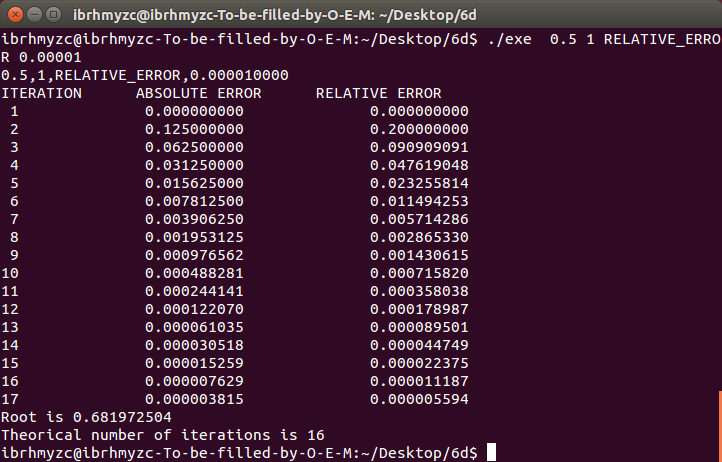 ibrhmyzc@ibrhmyzc-To-be-filled-by-O-E-M: ~/Desktop/6d
ibrhmyzc@ibrhmyzc-To-be-filled-by-O-E-M:~/Desktop/6d$ ./exe  0.5 1 RELATIVE_ERRO
R 0.00001
0.5,1,RELATIVE_ERROR,0.000010000
ITERATION      ABSOLUTE ERROR      RELATIVE ERROR
 1              0.000000000              0.000000000
 2              0.125000000              0.200000000
 3              0.062500000              0.090909091
 4              0.031250000              0.047619048
 5              0.015625000              0.023255814
 6              0.007812500              0.011494253
 7              0.003906250              0.005714286
 8              0.001953125              0.002865330
 9              0.000976562              0.001430615
10              0.000488281              0.000715820
11              0.000244141              0.000358038
12              0.000122070              0.000178987
13              0.000061035              0.000089501
14              0.000030518              0.000044749
15              0.000015259              0.000022375
16              0.000007629              0.000011187
17              0.000003815              0.000005594
Root is 0.681972504
Theorical number of iterations is 16
ibrhmyzc@ibrhmyzc-To-be-filled-by-O-E-M:~/Desktop/6d$